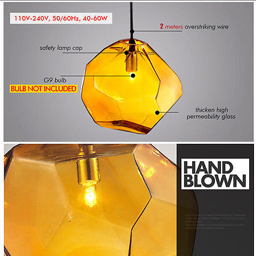 110V-240V, 50/60Hz, 40-60W
2 meters overstriking wire
safety lamp cap
G9 bulb
BULB NOT INCLUDED
thicken high
permeability glass
HAND
BLOWN